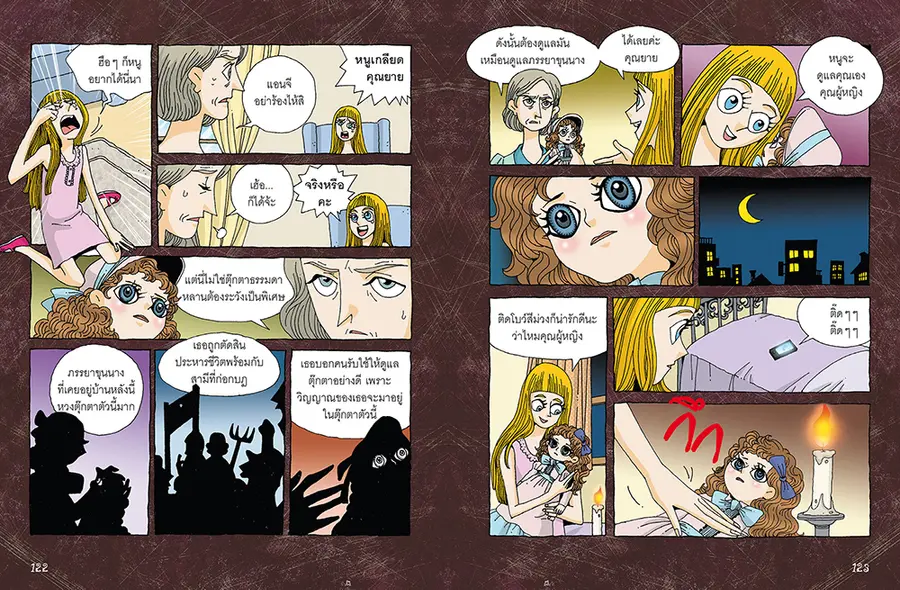 ฮือๆ ก็หนู
อยากได้นี่นา
แอนจี
อย่าร้องไห้สิ
หนูเกลียด
คุณยาย
เฮ้อ...
ก็ได้จ้ะ
จริงหรือ
คะ
แต่นี่ไม่ใช่ตุ๊กตาธรรมดา
หลานต้องระวังเป็นพิเศษ
ภรรยาขุนนาง
ที่เคยอยู่บ้านหลังนี้
หวงตุ๊กตาตัวนี้มาก
เธอถูกตัดสิน
ประหารชีวิตพร้อมกับ
สามีที่ก่อกบฏ
เธอบอกคนรับใช้ให้ดูแล
ตุ๊กตาอย่างดี เพราะ
วิญญาณของเธอจะมาอยู่
ในตุ๊กตาตัวนี้
122
ดังนั้นต้องดูแลมัน
เหมือนดูแลภรรยาขุนนาง
ได้เลยค่ะ
คุณยาย
หนูจะ
ดูแลคุณเอง
คุณผู้หญิง
ติดโบว์สีม่วงก็น่ารักดีนะ
ว่าไหมคุณผู้หญิง
ติ๊ดๆๆ
ติ๊ดๆๆ
กึก
123